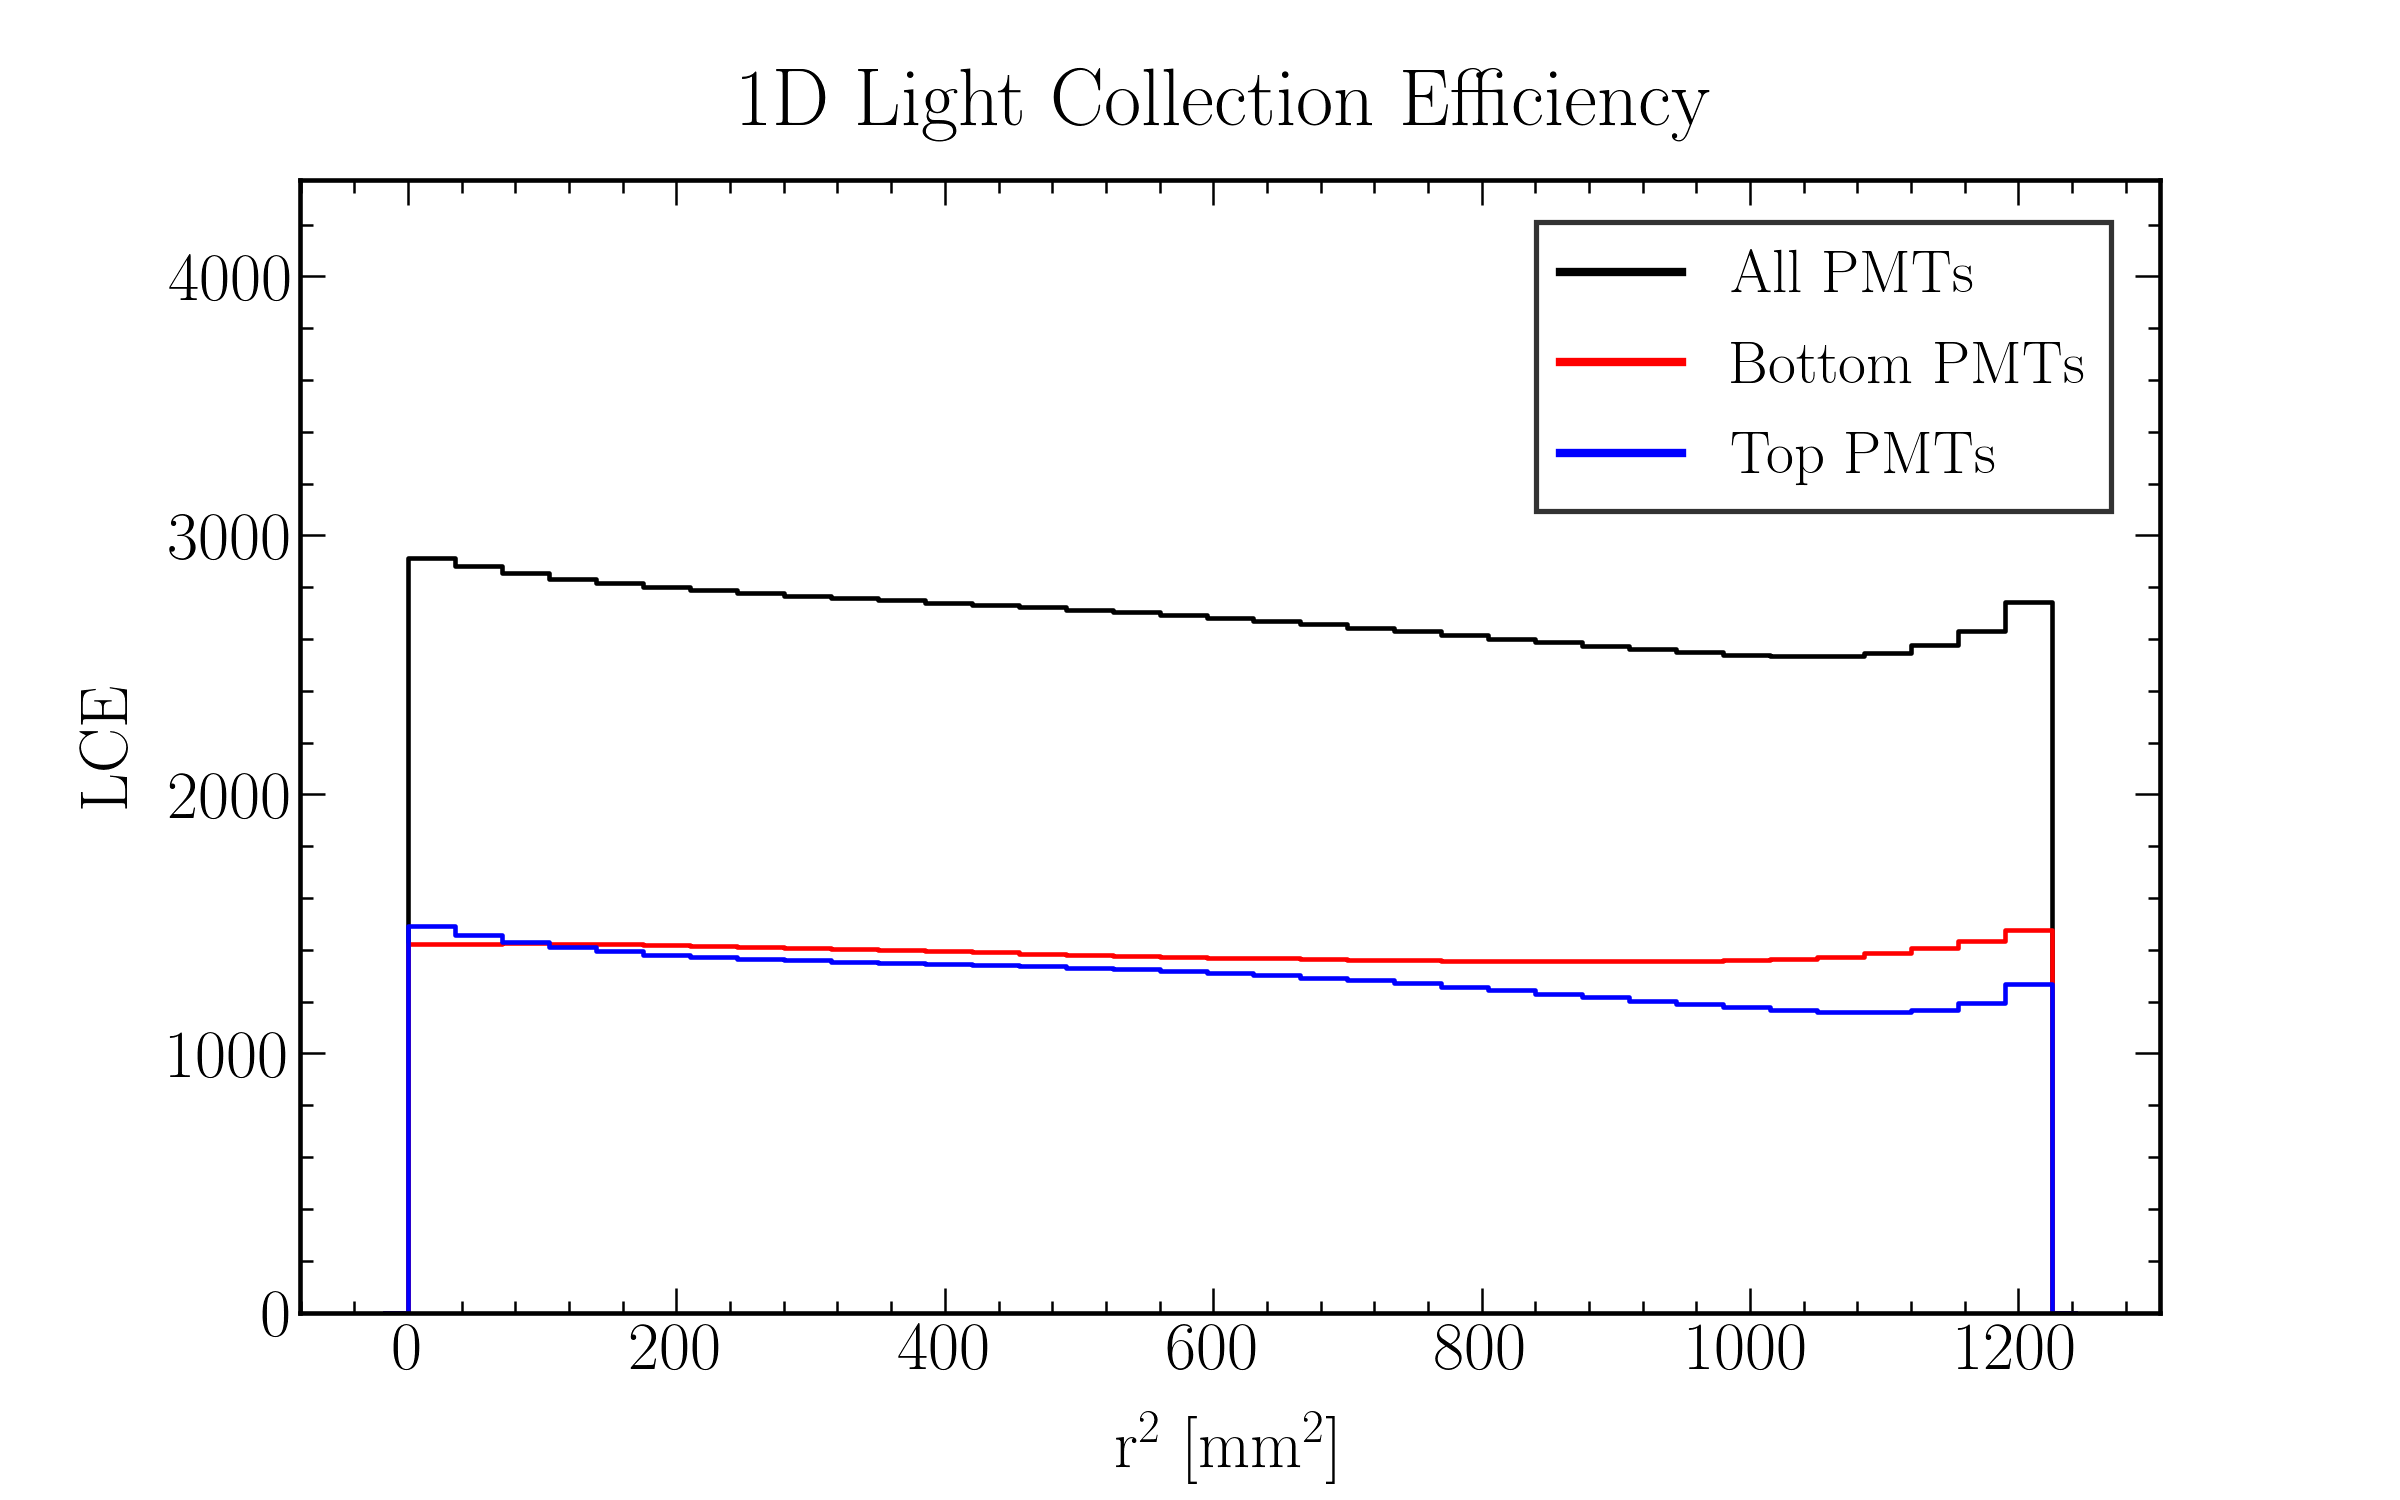 1D Light Collection Efficiency
All PMTs
Bottom PMTs
Top PMTs
4000
3000
2000
1000
0
LCE
0 200 400 600 800 1000 1200
r² [mm²]